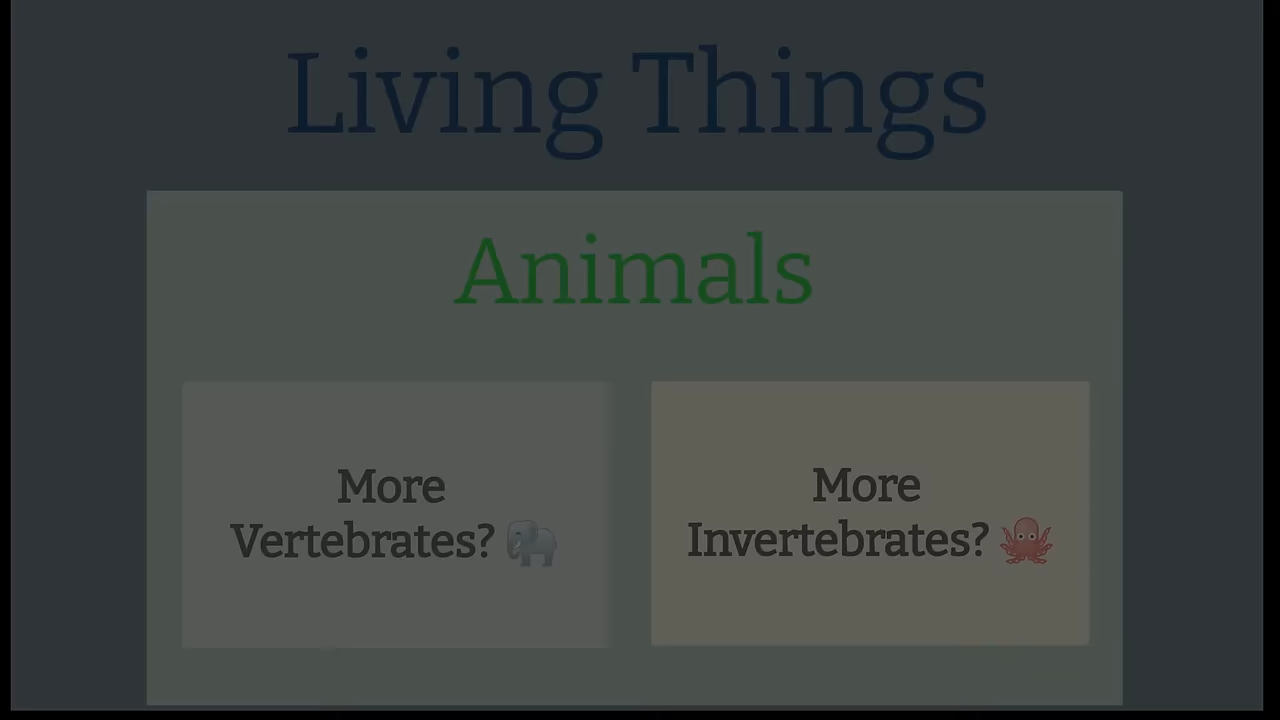 Living Things
Animals
More
Vertebrates? 🐘
More
Invertebrates? 🐙